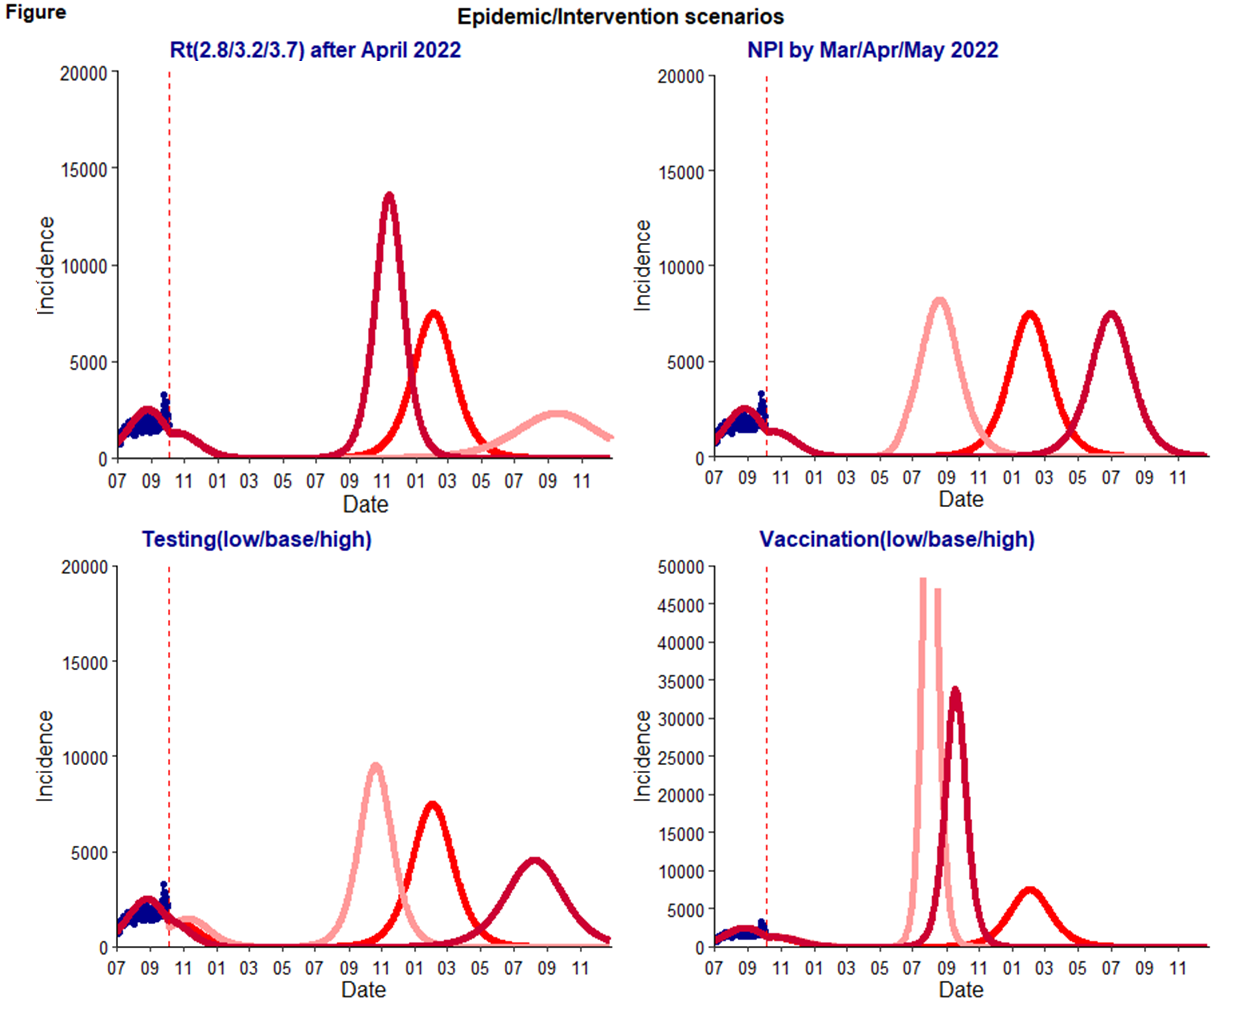 Figure
Epidemic/Intervention scenarios
Rt(2.8/3.2/3.7) after April 2022
20000
15000
10000
5000
0
Incidence
07 09 11 01 03 05 07 09 11 01 03 05 07 09 11
Date
NPI by Mar/Apr/May 2022
20000
15000
10000
5000
0
Incidence
07 09 11 01 03 05 07 09 11 01 03 05 07 09 11
Date
Testing(low/base/high)
20000
15000
10000
5000
0
Incidence
07 09 11 01 03 05 07 09 11 01 03 05 07 09 11
Date
Vaccination(low/base/high)
50000
45000
40000
35000
30000
25000
20000
15000
10000
5000
0
Incidence
07 09 11 01 03 05 07 09 11 01 03 05 07 09 11
Date